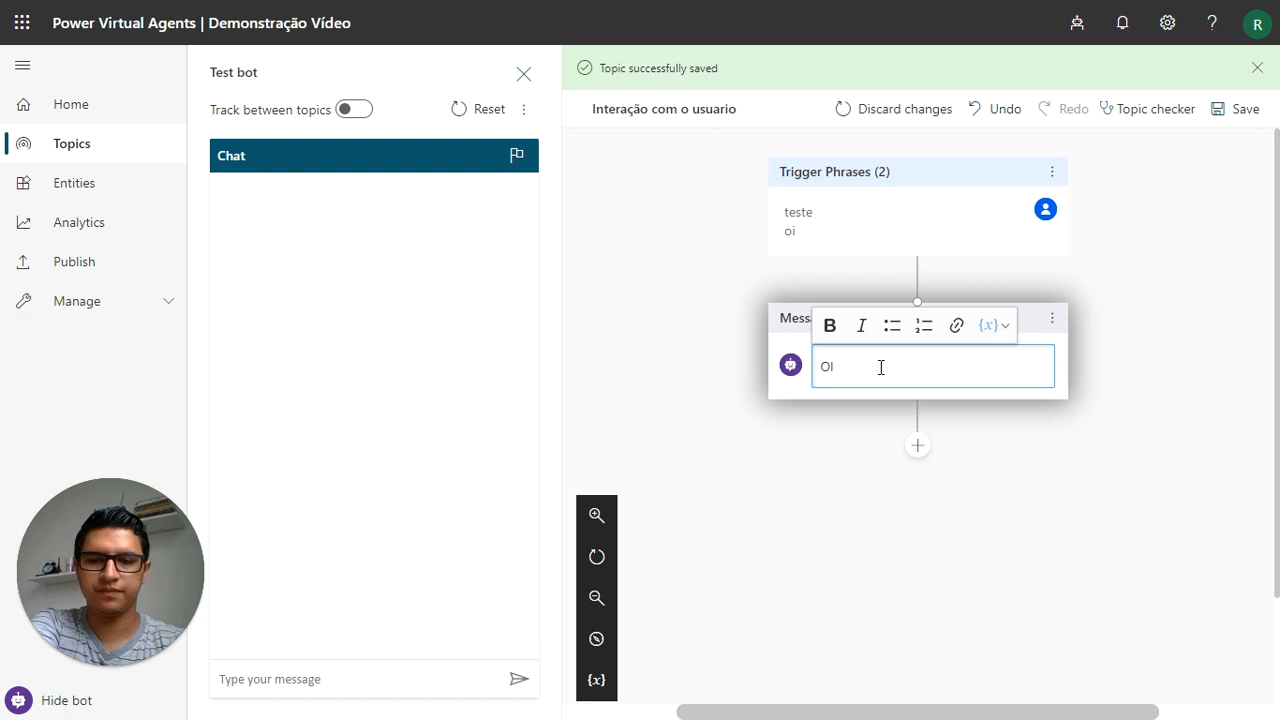 Power Virtual Agents | Demonstração Vídeo
R
Home
Topics
Entities
Analytics
Publish
Manage
Hide bot
Test bot
Track between topics
Reset
Chat
Type your message
Topic successfully saved
Interação com o usuario
Discard changes
Undo
Redo
Topic checker
Save
Trigger Phrases (2)
teste
oi
Mess
B I {x}
OI
{x}